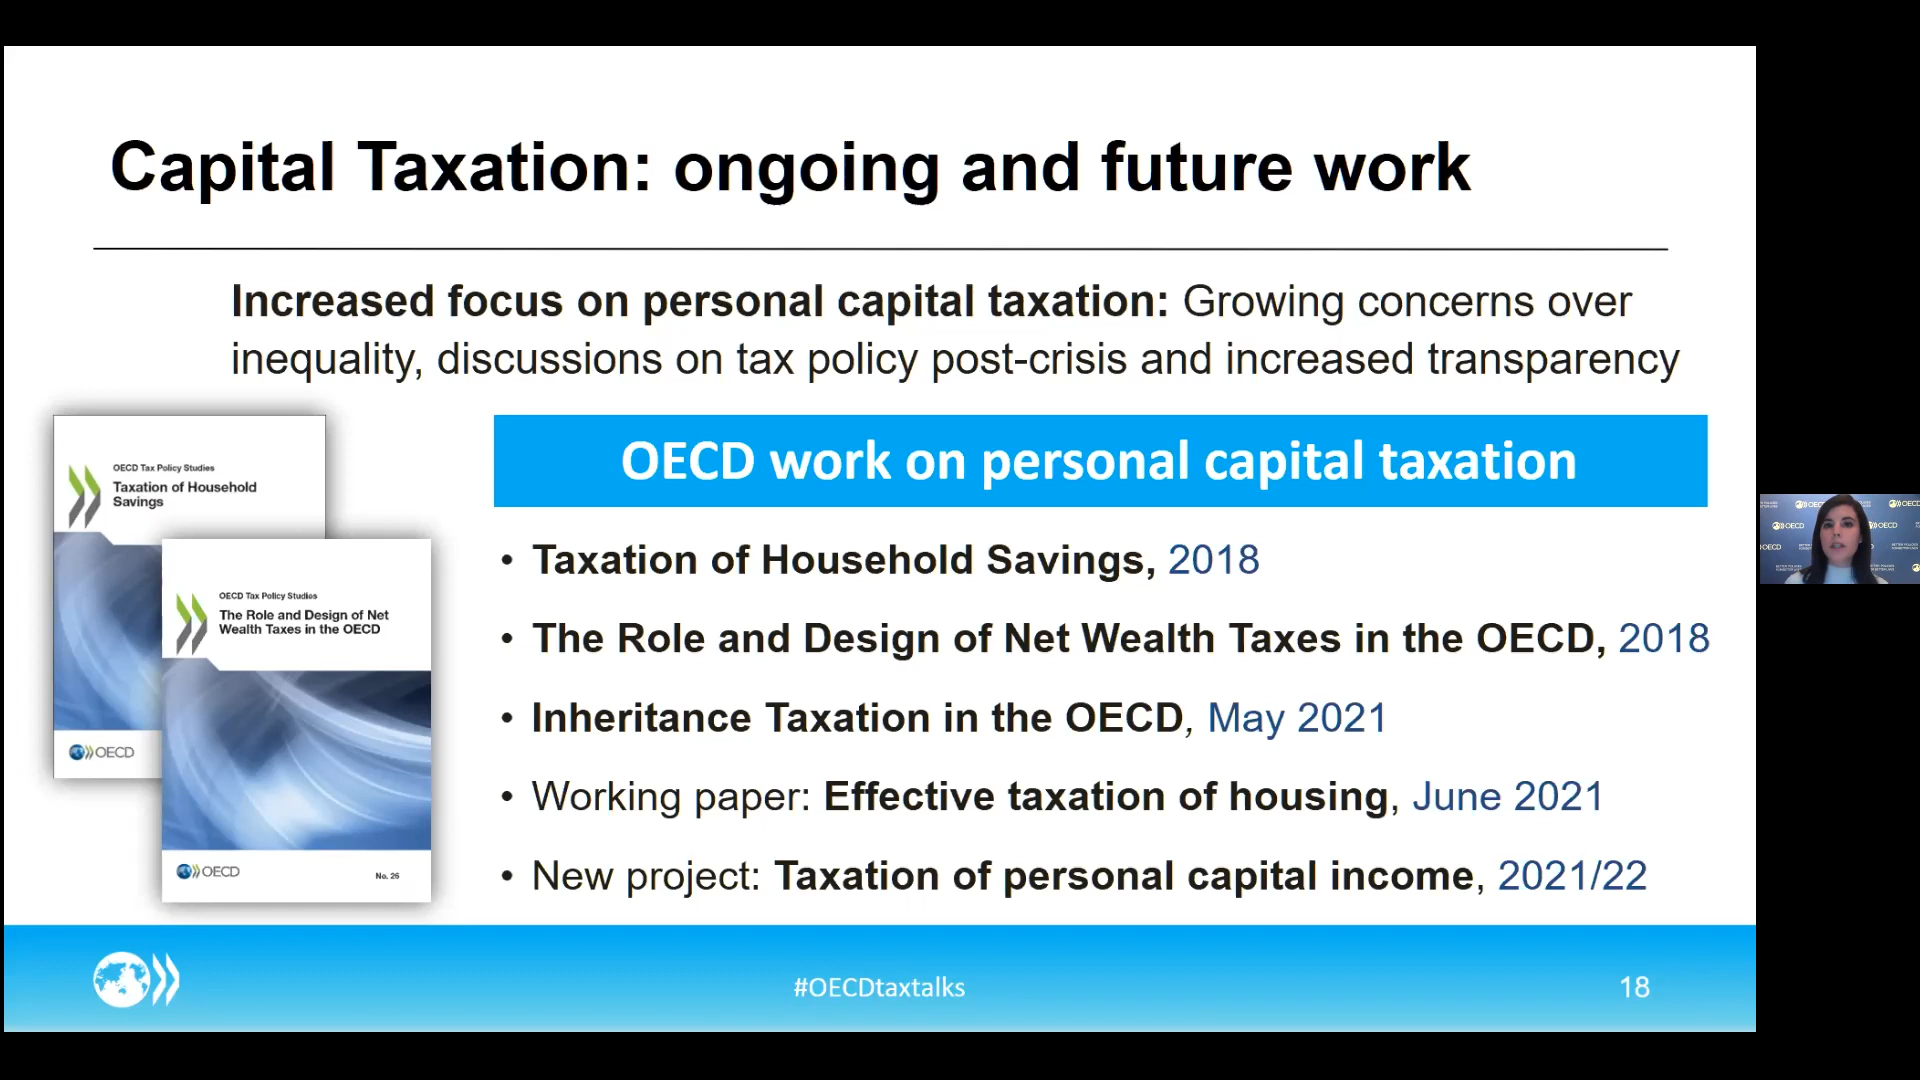 Capital Taxation: ongoing and future work
Increased focus on personal capital taxation: Growing concerns over
inequality, discussions on tax policy post-crisis and increased transparency
OECD Tax Policy Studies
Taxation of Household
Savings
OECD
OECD Tax Policy Studies
The Role and Design of Net
Wealth Taxes in the OECD
OECD
No. 26
OECD work on personal capital taxation
• Taxation of Household Savings, 2018
• The Role and Design of Net Wealth Taxes in the OECD, 2018
• Inheritance Taxation in the OECD, May 2021
• Working paper: Effective taxation of housing, June 2021
• New project: Taxation of personal capital income, 2021/22
#OECDtaxtalks
18
OECD
OECD
OECD
OECD
OECD